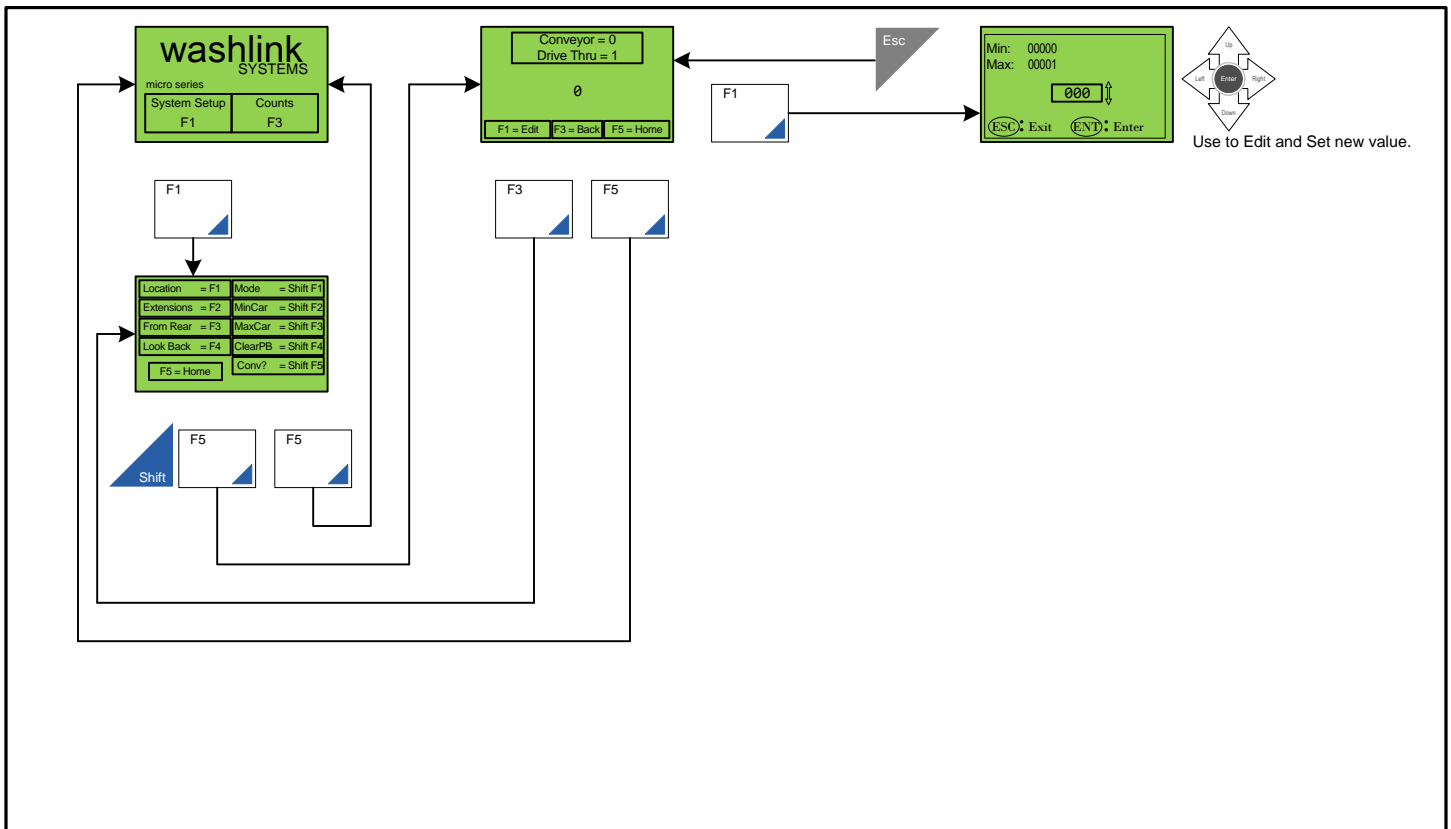 washlink
SYSTEMS
micro series
System Setup
F1
Counts
F3
Conveyor = 0
Drive Thru = 1
0
F1 = Edit F3 = Back F5 = Home
Esc
F1
Min: 00000
Max: 00001
000
ESC: Exit ENT: Enter
Up
Left Enter Right
Down
Use to Edit and Set new value.
F1
F3
F5
Location = F1 Mode = Shift F1
Extensions = F2 MinCar = Shift F2
From Rear = F3 MaxCar = Shift F3
Look Back = F4 ClearPB = Shift F4
F5 = Home Conv? = Shift F5
Shift
F5
F5